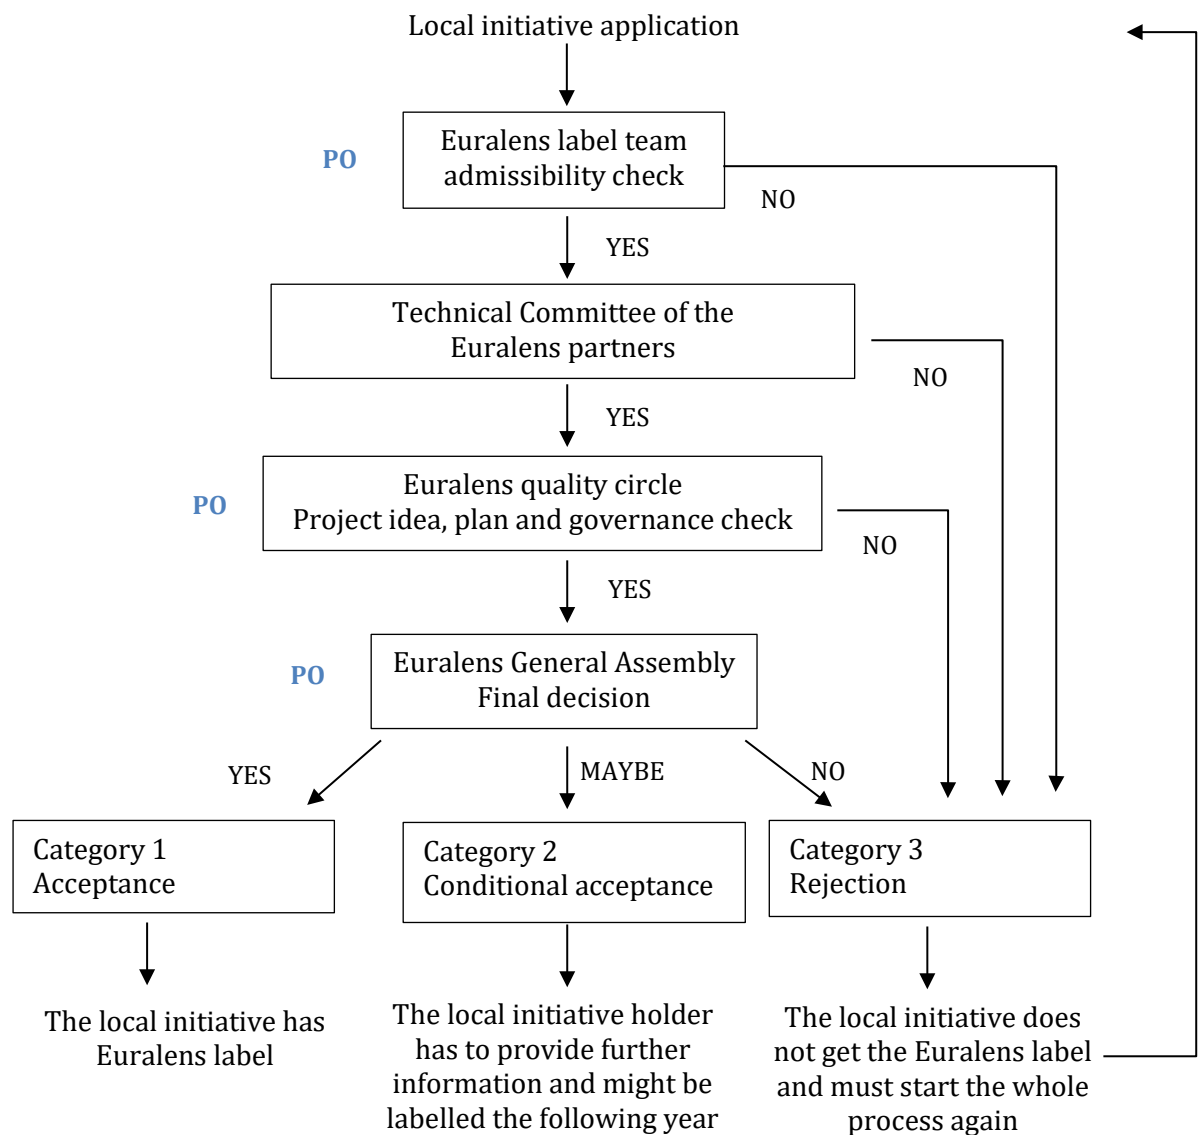 Local initiative application
PO
Euralens label team
admissibility check
NO
YES
Technical Committee of the
Euralens partners
NO
YES
PO
Euralens quality circle
Project idea, plan and governance check
NO
YES
PO
Euralens General Assembly
Final decision
YES
MAYBE
NO
Category 1
Acceptance
Category 2
Conditional acceptance
Category 3
Rejection
The local initiative has
Euralens label
The local initiative holder
has to provide further
information and might be
labelled the following year
The local initiative does
not get the Euralens label
and must start the whole
process again